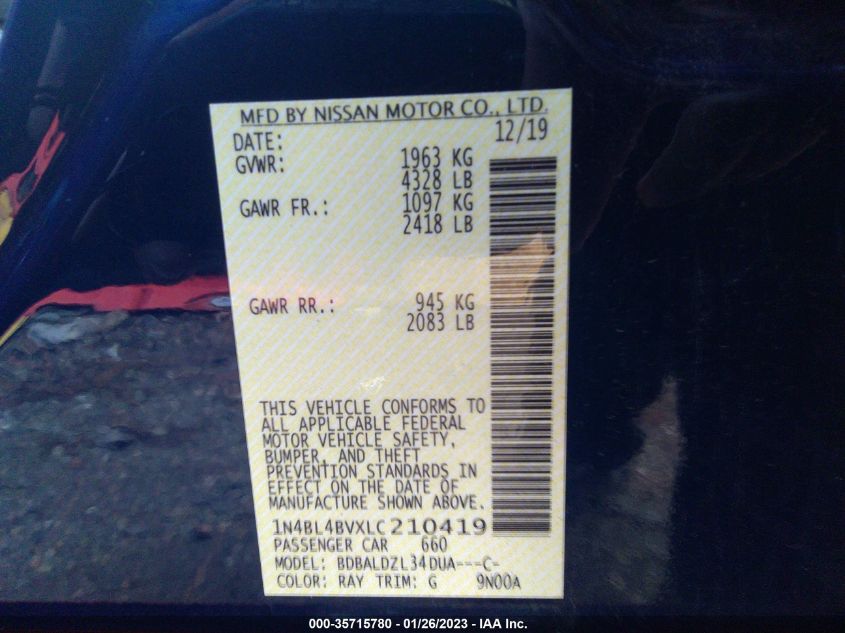 MFD BY NISSAN MOTOR CO., LTD.
DATE: 12/19
GVWR: 1963 KG
4328 LB
GAWR FR.: 1097 KG
2418 LB
GAWR RR.: 945 KG
2083 LB
THIS VEHICLE CONFORMS TO
ALL APPLICABLE FEDERAL
MOTOR VEHICLE SAFETY,
BUMPER, AND THEFT
PREVENTION STANDARDS IN
EFFECT ON THE DATE OF
MANUFACTURE SHOWN ABOVE.
1N4BL4BVXLC210419
PASSENGER CAR 660
MODEL: BDBALDZL34DUA---C-
COLOR: RAY TRIM: G 9N00A
000-35715780 - 01/26/2023 - IAA Inc.